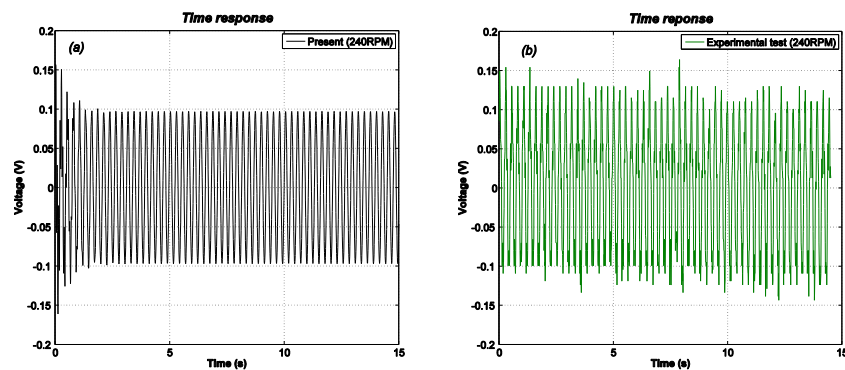 Time response
(a)
Present (240RPM)
Voltage (V)
0.2
0.15
0.1
0.05
0
-0.05
-0.1
-0.15
-0.2
0
5
10
15
Time (s)
Time reponse
(b)
Experimental test (240RPM)
Voltage (V)
0.2
0.15
0.1
0.05
0
-0.05
-0.1
-0.15
-0.2
0
5
10
15
Time (s)